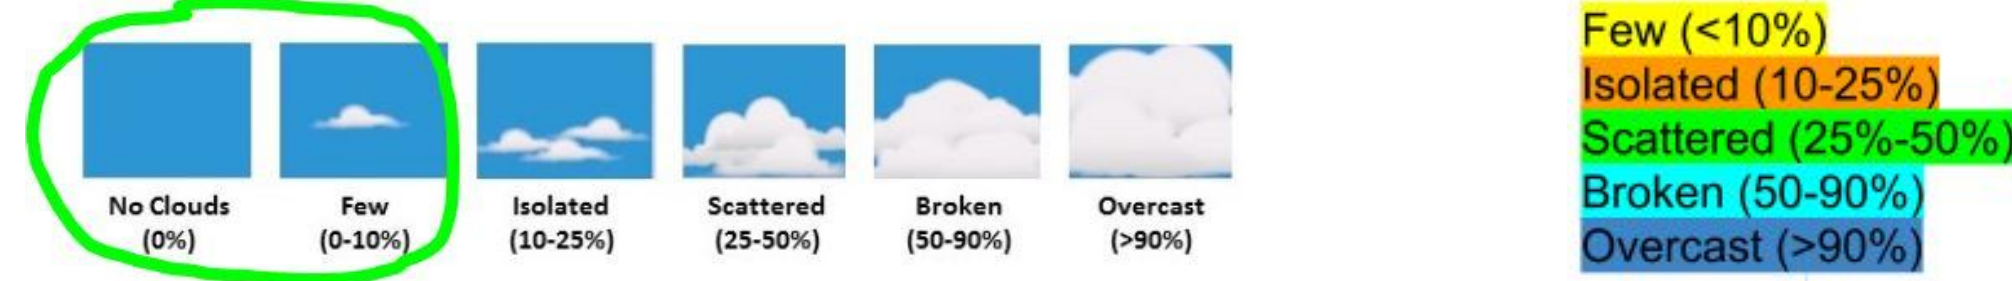 No Clouds
(0%)
Few
(0-10%)
Isolated
(10-25%)
Scattered
(25-50%)
Broken
(50-90%)
Overcast
(>90%)
Few (<10%)
Isolated (10-25%)
Scattered (25%-50%)
Broken (50-90%)
Overcast (>90%)